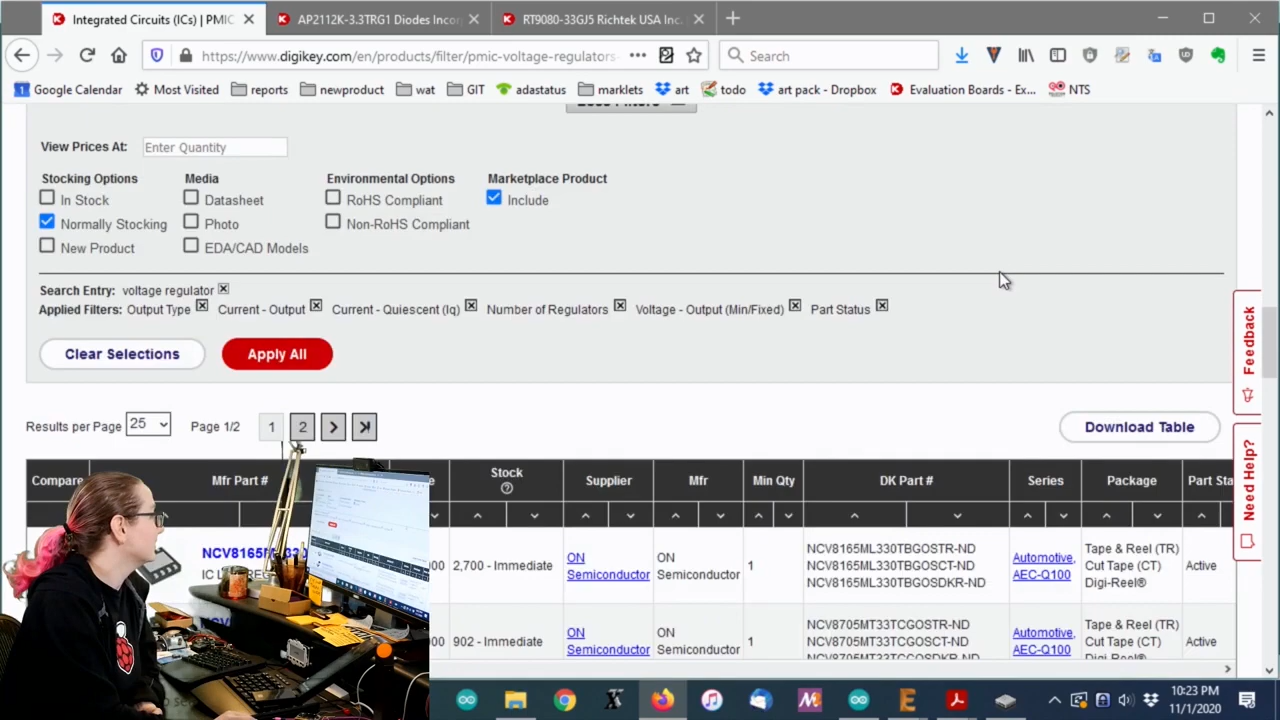 Integrated Circuits (ICs) | PMIC
AP2112K-3.3TRG1 Diodes Incor
RT9080-33GJ5 Richtek USA Inc.
https://www.digikey.com/en/products/filter/pmic-voltage-regulators-
Search
Google Calendar
Most Visited
reports
newproduct
wat
GIT
adastatus
marklets
art
todo
art pack - Dropbox
Evaluation Boards - Ex...
NTS
Less Filters
View Prices At:
Enter Quantity
Stocking Options
Media
Environmental Options
Marketplace Product
In Stock
Datasheet
RoHS Compliant
Include
Normally Stocking
Photo
Non-RoHS Compliant
New Product
EDA/CAD Models
Search Entry: voltage regulator
Applied Filters: Output Type Current - Output Current - Quiescent (Iq) Number of Regulators Voltage - Output (Min/Fixed) Part Status
Clear Selections
Apply All
Feedback
Need Help?
Results per Page 25 Page 1/2 1 2
Download Table
Compare
Mfr Part #
Stock
Supplier
Mfr
Min Qty
DK Part #
Series
Package
Part Sta
2,700 - Immediate
ON
Semiconductor
ON
Semiconductor
1
NCV8165ML330TBGOSTR-ND
NCV8165ML330TBGOSCT-ND
NCV8165ML330TBGOSDKR-ND
Automotive,
AEC-Q100
Tape & Reel (TR)
Cut Tape (CT)
Digi-Reel®
Active
902 - Immediate
ON
Semiconductor
ON
Semiconductor
1
NCV8705MT33TCGOSTR-ND
NCV8705MT33TCGOSCT-ND
NCV8705MT33TCGOSDKR-ND
Automotive,
AEC-Q100
Tape & Reel (TR)
Cut Tape (CT)
Digi-Reel®
Active
10:23 PM
11/1/2020